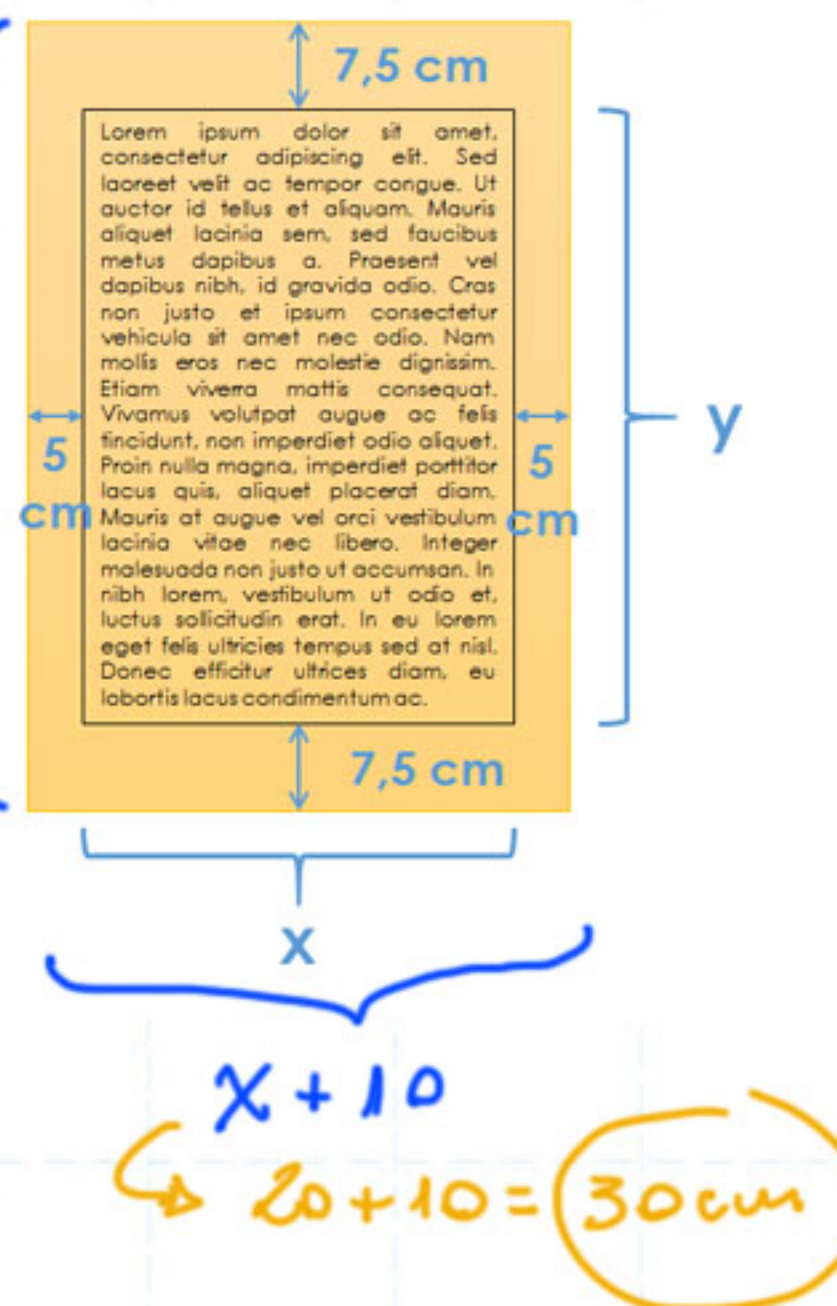 7,5 cm
Lorem ipsum dolor sit amet,
consectetur adipiscing elit. Sed
laoreet velit ac tempor congue. Ut
auctor id tellus et aliquam. Mauris
aliquet lacinia sem, sed faucibus
metus dapibus a. Praesent vel
dapibus nibh, id gravida odio. Cras
non justo et ipsum consectetur
vehicula sit amet nec odio. Nam
mollis eros nec molestie dignissim.
Etiam viverra mattis consequat.
Vivamus volutpat augue ac felis
tincidunt, non imperdiet odio aliquet.
Proin nulla magna, imperdiet porttitor
lacus quis, aliquet placerat diam.
Mauris at augue vel orci vestibulum
lacinia vitae nec libero. Integer
malesuada non justo ut accumsan. In
nibh lorem, vestibulum ut odio et,
luctus sollicitudin erat. In eu lorem
eget felis ultricies tempus sed at nisl.
Donec efficitur ultrices diam, eu
lobortis lacus condimentum ac.
5
cm
5
cm
y
7,5 cm
x
x + 10
20 + 10 = 30 cm